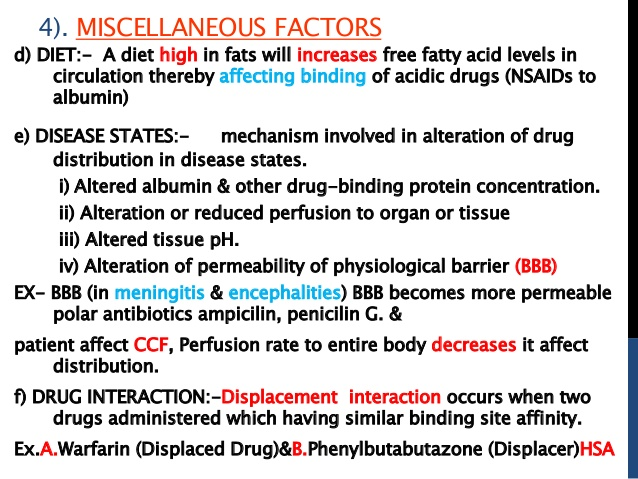 4). MISCELLANEOUS FACTORS
d) DIET:- A diet high in fats will increases free fatty acid levels in
circulation thereby affecting binding of acidic drugs (NSAIDs to
albumin)
e) DISEASE STATES:- mechanism involved in alteration of drug
distribution in disease states.
i) Altered albumin & other drug-binding protein concentration.
ii) Alteration or reduced perfusion to organ or tissue
iii) Altered tissue pH.
iv) Alteration of permeability of physiological barrier (BBB)
EX- BBB (in meningitis & encephalities) BBB becomes more permeable
polar antibiotics ampicilin, penicilin G. &
patient affect CCF, Perfusion rate to entire body decreases it affect
distribution.
f) DRUG INTERACTION:-Displacement interaction occurs when two
drugs administered which having similar binding site affinity.
Ex.A.Warfarin (Displaced Drug)&B.Phenylbutabutazone (Displacer)HSA